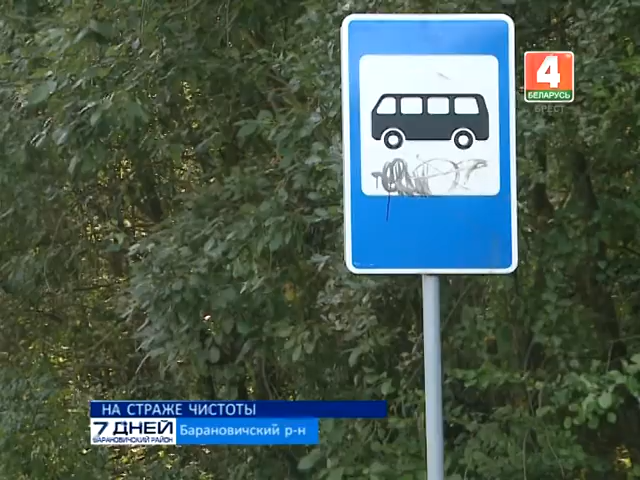 4
БЕЛАРУСЬ
БРЕСТ
НА СТРАЖЕ ЧИСТОТЫ
7 ДНЕЙ
БАРАНОВИЧСКИЙ РАЙОН
Барановичский р-н